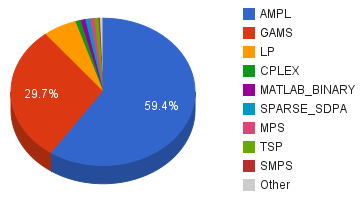 29.7%
59.4%
AMPL
GAMS
LP
CPLEX
MATLAB_BINARY
SPARSE_SDPA
MPS
TSP
SMPS
Other